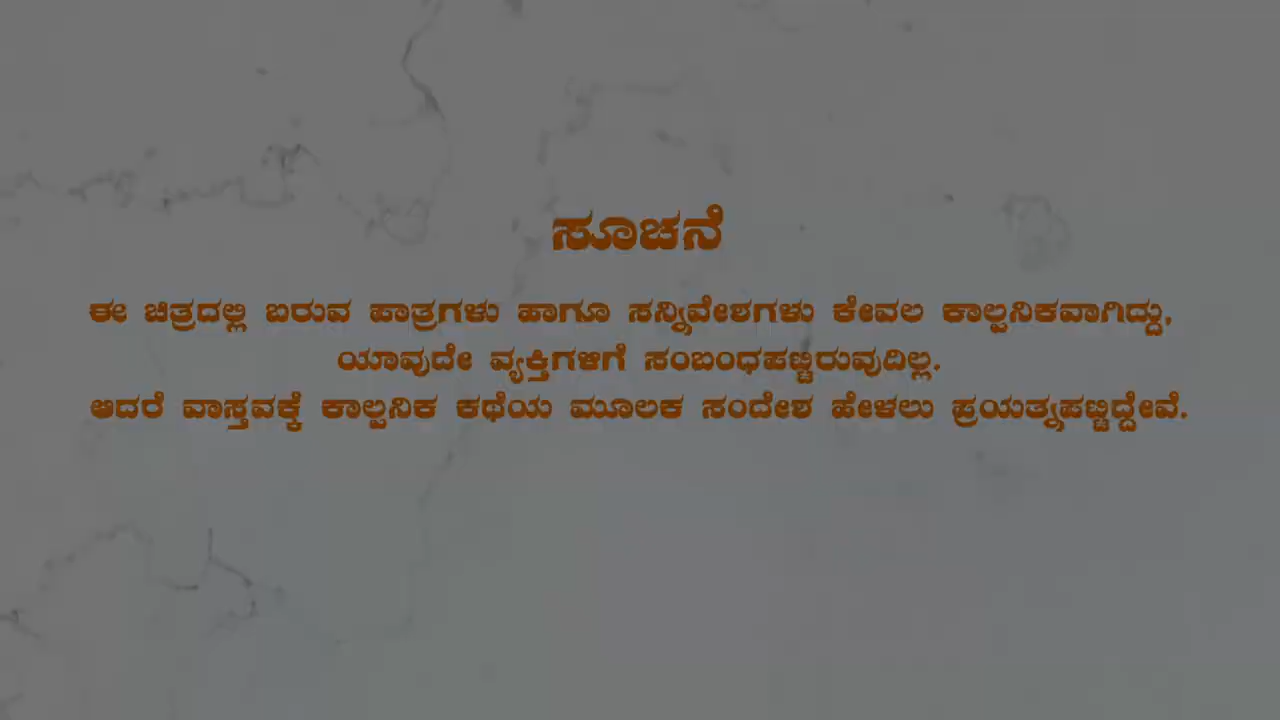 ಸೂಚನೆ
ಈ ಚಿತ್ರದಲ್ಲಿ ಬರುವ ಪಾತ್ರಗಳು ಹಾಗೂ ಸನ್ನಿವೇಶಗಳು ಕೇವಲ ಕಾಲ್ಪನಿಕವಾಗಿದ್ದು,
ಯಾವುದೇ ವ್ಯಕ್ತಿಗಳಿಗೆ ಸಂಬಂಧಪಟ್ಟಿರುವುದಿಲ್ಲ.
ಆದರೆ ವಾಸ್ತವಕ್ಕೆ ಕಾಲ್ಪನಿಕ ಕಥೆಯ ಮೂಲಕ ಸಂದೇಶ ಹೇಳಲು ಪ್ರಯತ್ನಪಟ್ಟಿದ್ದೇವೆ.